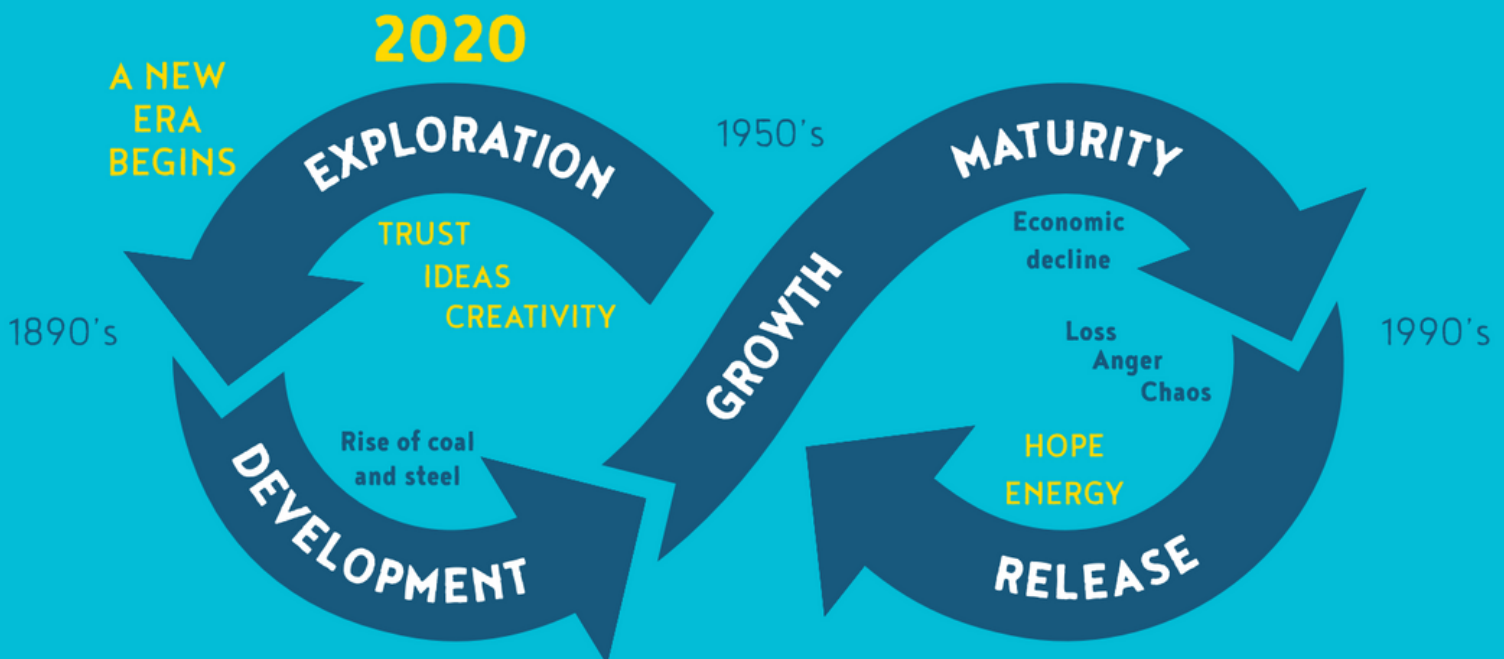 2020
A NEW
ERA
BEGINS
EXPLORATION
TRUST
IDEAS
CREATIVITY
1890's
DEVELOPMENT
Rise of coal
and steel
GROWTH
1950's
MATURITY
Economic
decline
1990's
Loss
Anger
Chaos
HOPE
ENERGY
RELEASE